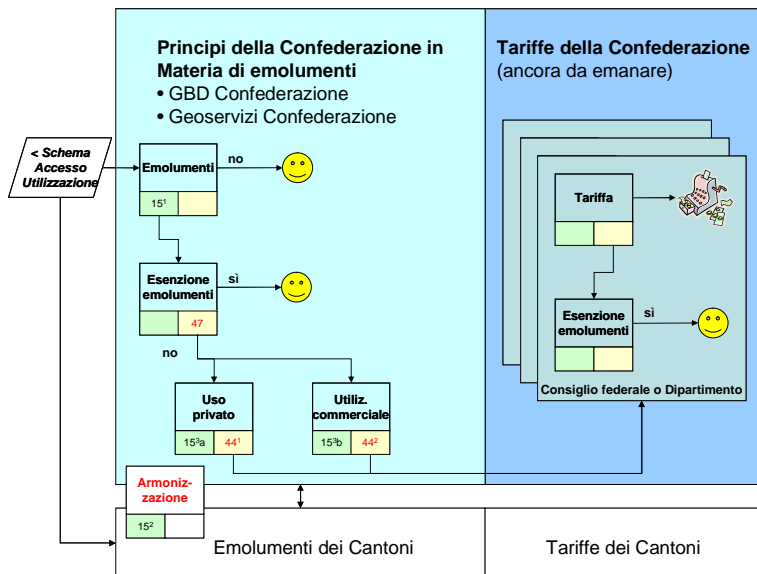 Principi della Confederazione in
Materia di emolumenti
• GBD Confederazione
• Geoservizi Confederazione
Tariffe della Confederazione
(ancora da emanare)
< Schema
Accesso
Utilizzazione
Emolumenti
no
15¹
Esenzione
emolumenti
sì
47
no
Uso
privato
15³a
44¹
Utiliz.
commerciale
15³b
44²
Tariffa
Esenzione
emolumenti
sì
Consiglio federale o Dipartimento
Armoniz-
zazione
15²
Emolumenti dei Cantoni
Tariffe dei Cantoni